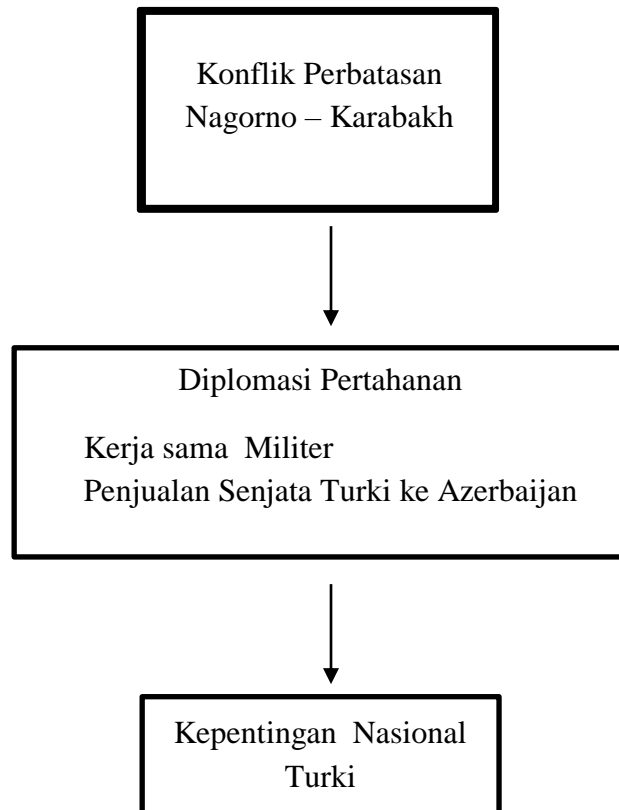 Konflik Perbatasan
Nagorno – Karabakh
Diplomasi Pertahanan
Kerja sama Militer
Penjualan Senjata Turki ke Azerbaijan
Kepentingan Nasional
Turki